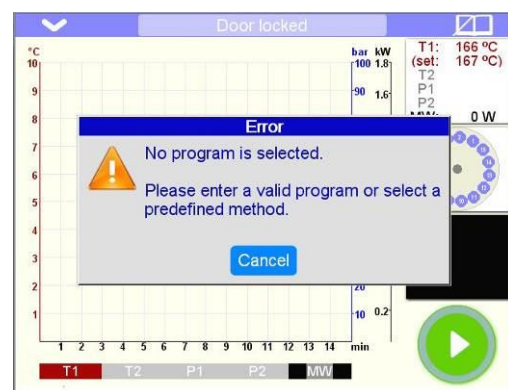 Door locked
°C
bar kW
10
100 1.8
9
90 1.6
8
7
6
5
4
3
2
20
1
10 0.2
1 2 3 4 5 6 7 8 9 10 11 12 13 14 min
T1 T2 P1 P2 MW
T1: 166 ºC
(set: 167 ºC)
T2
P1
P2
MW: 0 W
Error
No program is selected.
Please enter a valid program or select a
predefined method.
Cancel